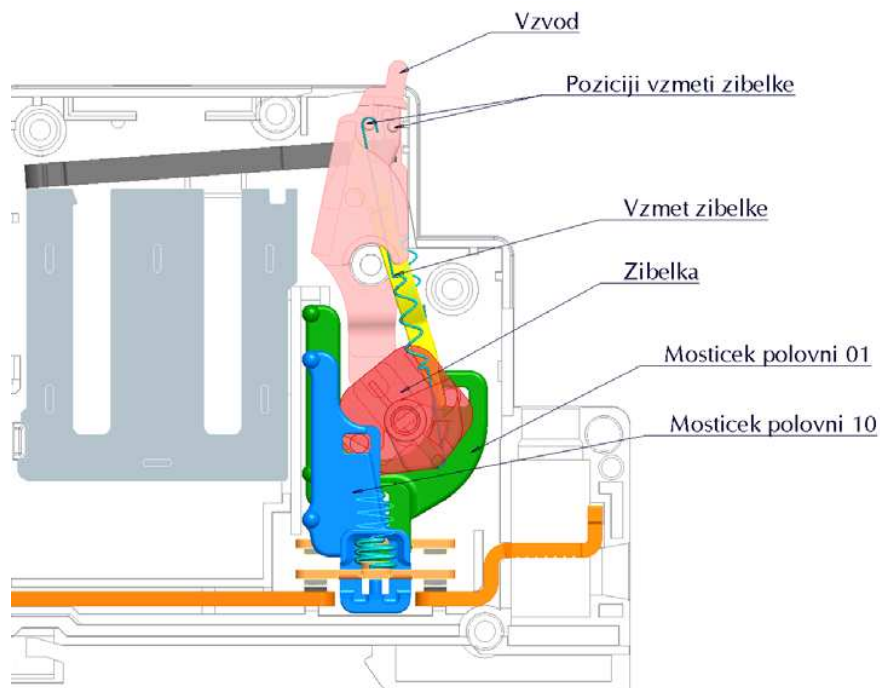 Vzvod
Poziciji vzmeti zibelke
Vzmet zibelke
Zibelka
Mosticek polovni 01
Mosticek polovni 10